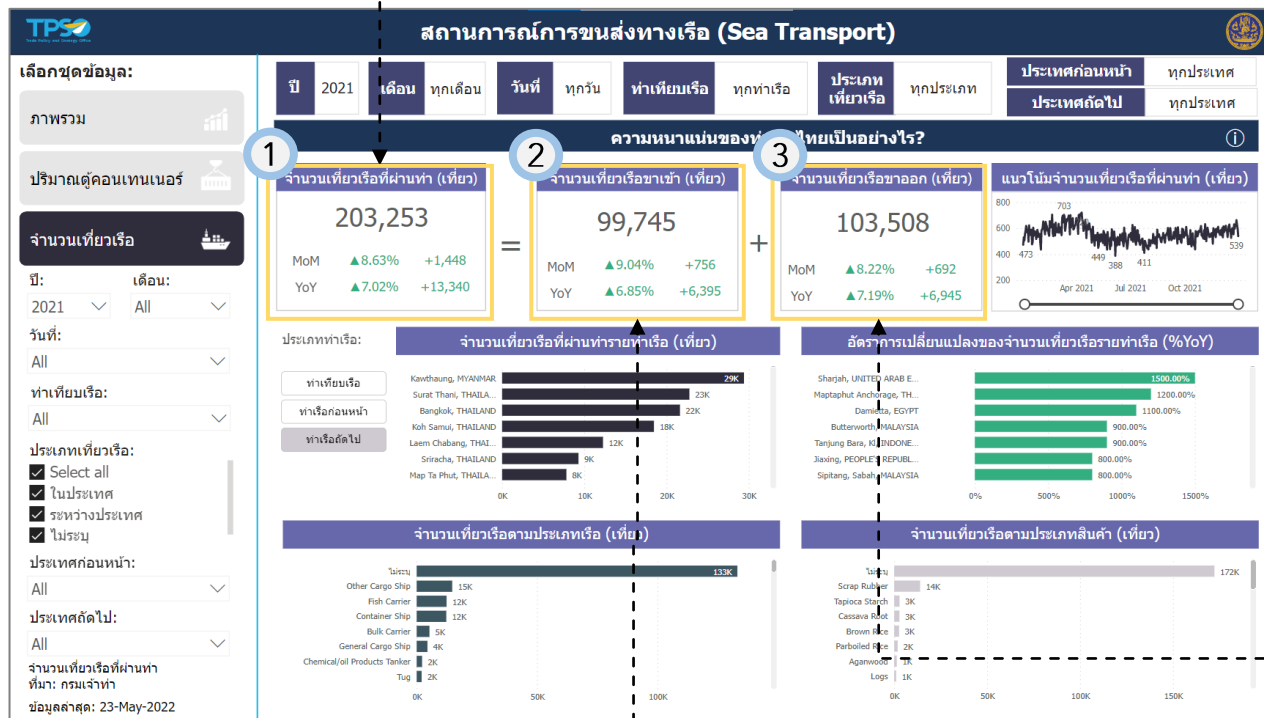 TPSO
Trade Policy and Strategy Office
สถานการณ์การขนส่งทางเรือ (Sea Transport)
เลือกชุดข้อมูล:
ภาพรวม
ปริมาณตู้คอนเทนเนอร์
จำนวนเที่ยวเรือ
ปี:
เดือน:
2021
All
วันที่:
All
ท่าเทียบเรือ:
All
ประเภทเที่ยวเรือ:
Select all
ในประเทศ
ระหว่างประเทศ
ไม่ระบุ
ประเทศก่อนหน้า:
All
ประเทศถัดไป:
All
จำนวนเที่ยวเรือที่ผ่านท่า
ที่มา: กรมเจ้าท่า
ข้อมูลล่าสุด: 23-May-2022
ปี 2021
เดือน ทุกเดือน
วันที่ ทุกวัน
ท่าเทียบเรือ ทุกท่าเรือ
ประเภท
เที่ยวเรือ
ทุกประเภท
ประเทศก่อนหน้า ทุกประเทศ
ประเทศถัดไป ทุกประเทศ
ความหนาแน่นของท่า ไทยเป็นอย่างไร?
1
จำนวนเที่ยวเรือที่ผ่านท่า (เที่ยว)
203,253
MoM ▲8.63% +1,448
YoY ▲7.02% +13,340
=
2
จำนวนเที่ยวเรือขาเข้า (เที่ยว)
99,745
MoM ▲9.04% +756
YoY ▲6.85% +6,395
+
3
จำนวนเที่ยวเรือขาออก (เที่ยว)
103,508
MoM ▲8.22% +692
YoY ▲7.19% +6,945
แนวโน้มจำนวนเที่ยวเรือที่ผ่านท่า (เที่ยว)
800
600
400
200
703
473
449
388
411
539
Apr 2021 Jul 2021 Oct 2021
ประเภทท่าเรือ:
ท่าเทียบเรือ
ท่าเรือก่อนหน้า
ท่าเรือถัดไป
จำนวนเที่ยวเรือที่ผ่านท่ารายท่าเรือ (เที่ยว)
Kawthaung, MYANMAR 29K
Surat Thani, THAILA... 23K
Bangkok, THAILAND 22K
Koh Samui, THAILAND 18K
Laem Chabang, THAI... 12K
Sriracha, THAILAND 9K
Map Ta Phut, THAILA... 8K
0K 10K 20K 30K
อัตราการเปลี่ยนแปลงของจำนวนเที่ยวเรือรายท่าเรือ (%YoY)
Sharjah, UNITED ARAB E... 1500.00%
Maptaphut Anchorage, TH... 1200.00%
Damietta, EGYPT 1100.00%
Butterworth, MALAYSIA 900.00%
Tanjung Bara, Kl, INDONE... 900.00%
Jiaxing, PEOPLE'S REPUBL... 800.00%
Sipitang, Sabah, MALAYSIA 800.00%
0% 500% 1000% 1500%
จำนวนเที่ยวเรือตามประเภทเรือ (เที่ยว)
ไม่ระบุ 133K
Other Cargo Ship 15K
Fish Carrier 12K
Container Ship 12K
Bulk Carrier 5K
General Cargo Ship 4K
Chemical/oil Products Tanker 2K
Tug 2K
0K 50K 100K
จำนวนเที่ยวเรือตามประเภทสินค้า (เที่ยว)
ไม่ระบุ 172K
Scrap Rubber 14K
Tapioca Starch 3K
Cassava Root 3K
Brown Rice 3K
Parboiled Rice 2K
Aganwood 1K
Logs 1K
0K 50K 100K 150K